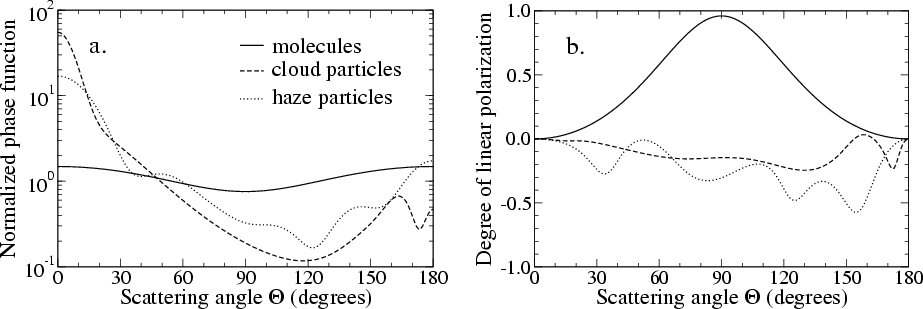 10^2
10^1
10^0
10^-1
Normalized phase function
a.
molecules
cloud particles
haze particles
0 30 60 90 120 150 180
Scattering angle Θ (degrees)
1.0
0.5
0.0
-0.5
-1.0
Degree of linear polarization
b.
0 30 60 90 120 150 180
Scattering angle Θ (degrees)